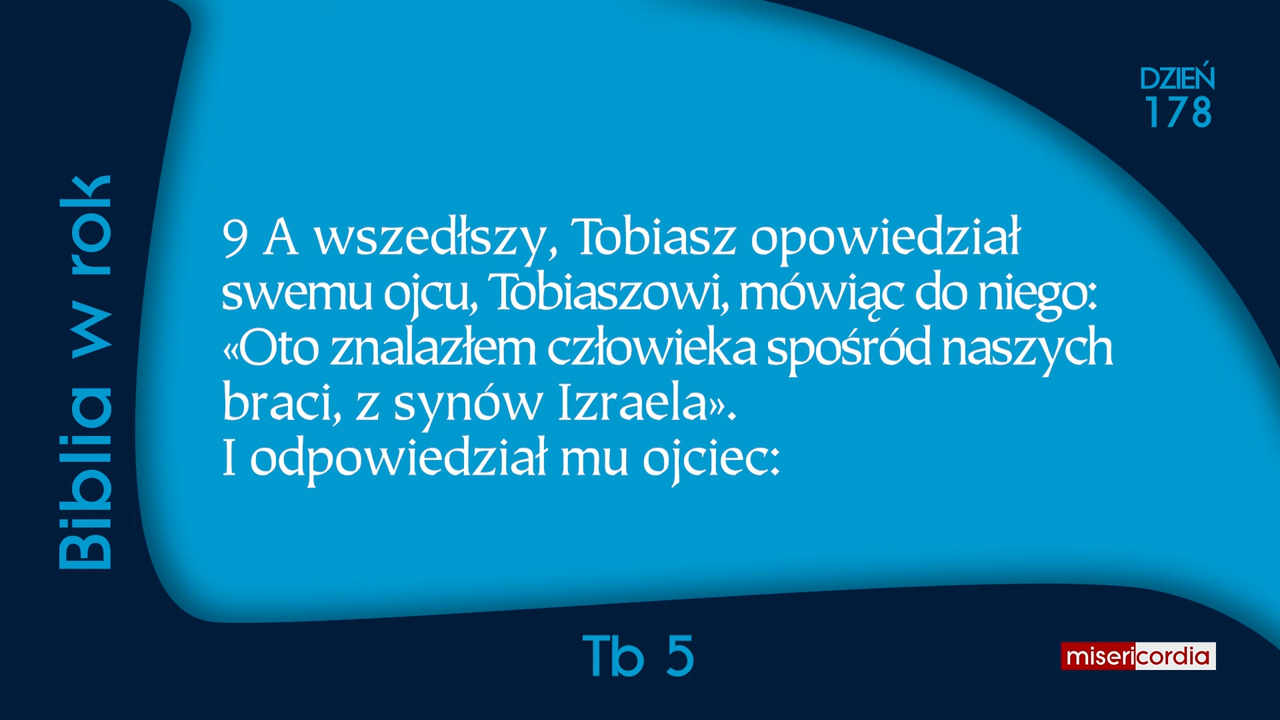 DZIEŃ
178
Biblia w rok
9 A wszedłszy, Tobiasz opowiedział
swemu ojcu, Tobiaszowi, mówiąc do niego:
«Oto znalazłem człowieka spośród naszych
braci, z synów Izraela».
I odpowiedział mu ojciec:
Tb 5
misericordia